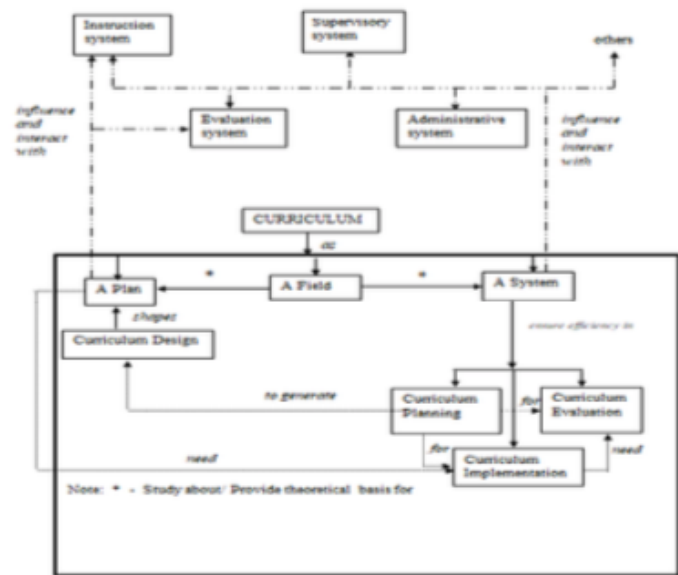 Instruction
system
Supervisory
system
others
influence
and
interact
with
Evaluation
system
Administrative
system
influence
and
interact
with
CURRICULUM
as
A Plan
*
A Field
*
A System
shapes
Curriculum Design
ensure efficiency in
to generate
Curriculum
Planning
for
Curriculum
Evaluation
for
need
Curriculum
Implementation
need
Note: * - Study about/ Provide theoretical basis for